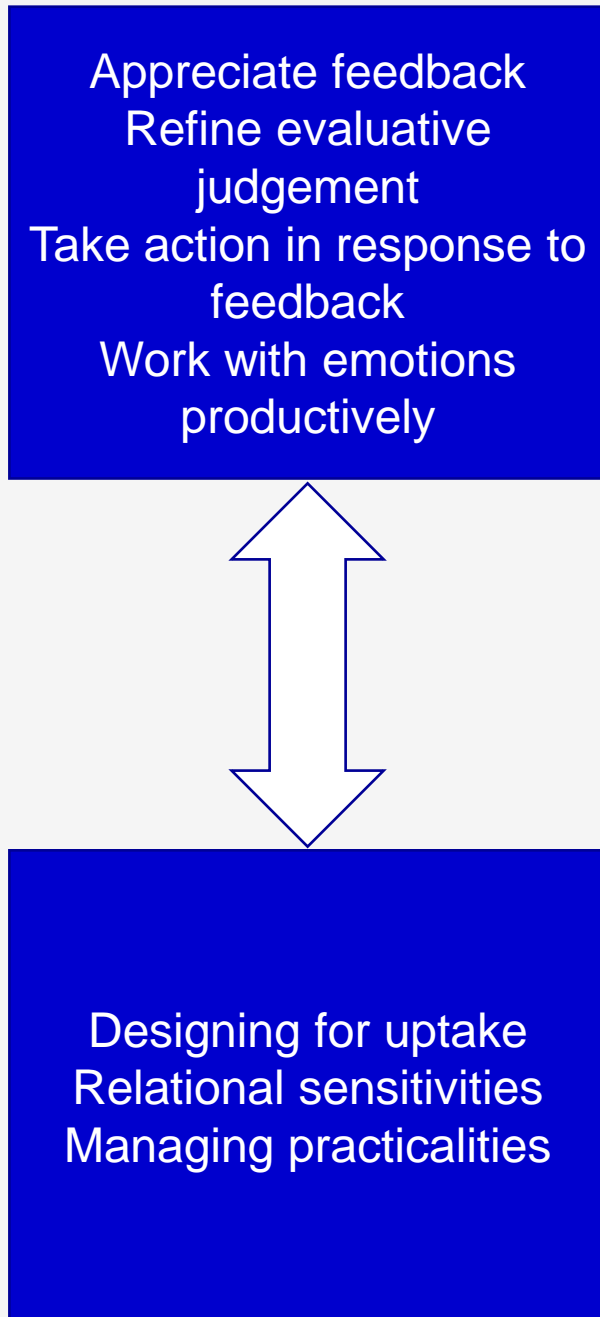 Appreciate feedback
Refine evaluative
judgement
Take action in response to
feedback
Work with emotions
productively
Designing for uptake
Relational sensitivities
Managing practicalities